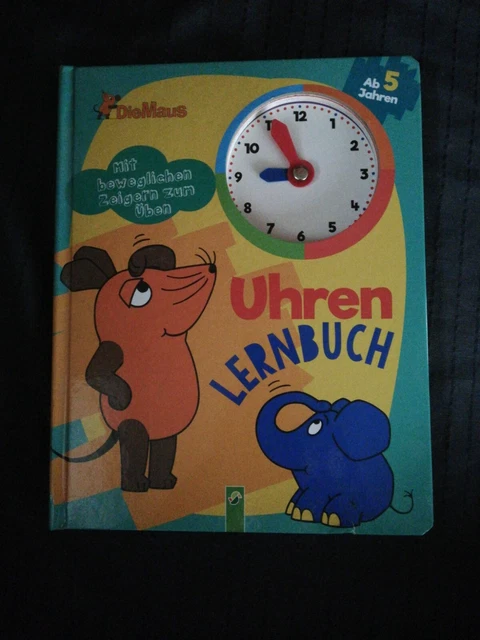 DieMaus
Ab 5
Jahren
Mit
beweglichen
Zeigern zum
Üben
12
1
2
3
4
5
6
7
8
9
10
11
Uhren
LERNBUCH